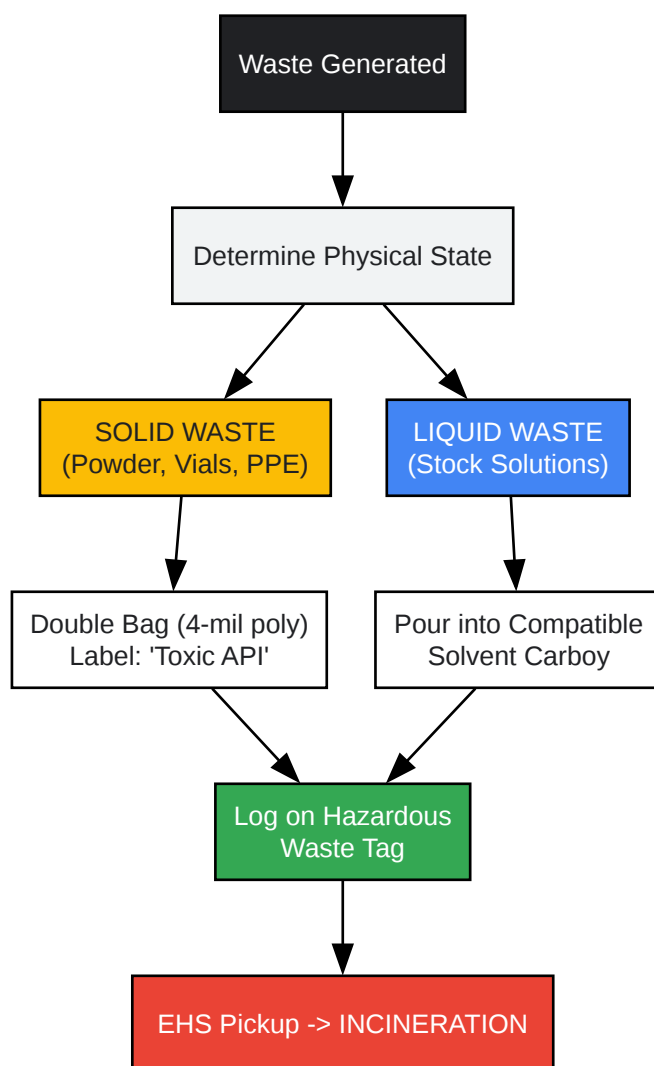 Waste Generated
Determine Physical State
SOLID WASTE
(Powder, Vials, PPE)
LIQUID WASTE
(Stock Solutions)
Double Bag (4-mil poly)
Label: 'Toxic API'
Pour into Compatible
Solvent Carboy
Log on Hazardous
Waste Tag
EHS Pickup -> INCINERATION